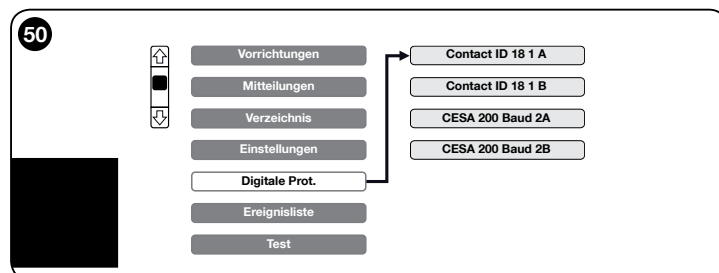 50
Vorrichtungen
Mitteilungen
Verzeichnis
Einstellungen
Digitale Prot.
Ereignisliste
Test
Contact ID 18 1 A
Contact ID 18 1 B
CESA 200 Baud 2A
CESA 200 Baud 2B